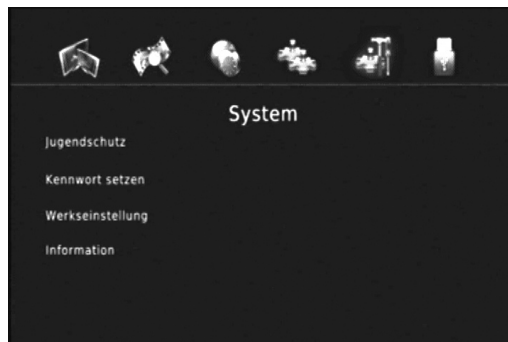 System
Jugendschutz
Kennwort setzen
Werkseinstellung
Information